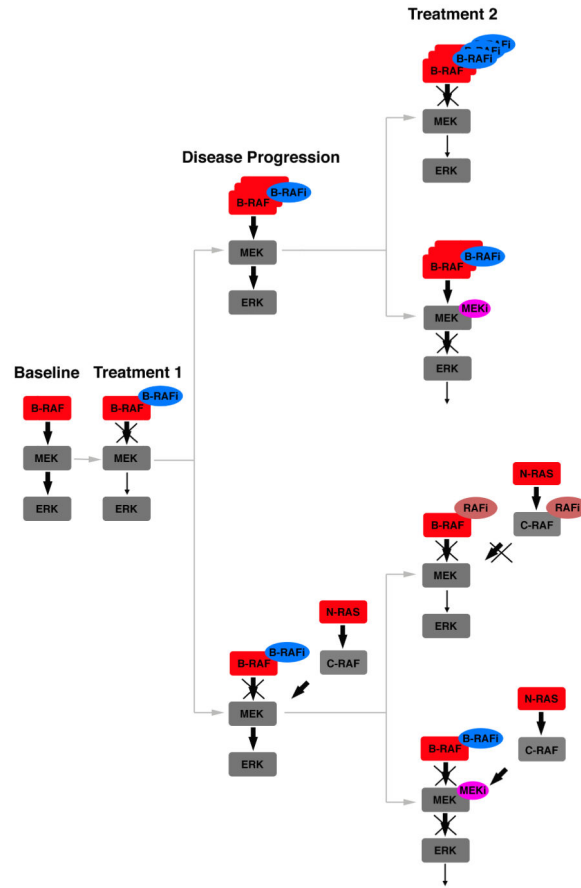 Treatment 2
B-RAFi
B-RAFi
B-RAFi
B-RAF
MEK
ERK
Disease Progression
B-RAFi
B-RAF
MEK
ERK
B-RAFi
B-RAF
MEKi
MEK
ERK
Baseline
Treatment 1
B-RAF
B-RAF
B-RAFi
MEK
MEK
ERK
ERK
N-RAS
RAFi
RAFi
B-RAF
C-RAF
MEK
ERK
N-RAS
B-RAFi
B-RAF
C-RAF
MEK
ERK
N-RAS
B-RAFi
B-RAF
C-RAF
MEKi
MEK
ERK